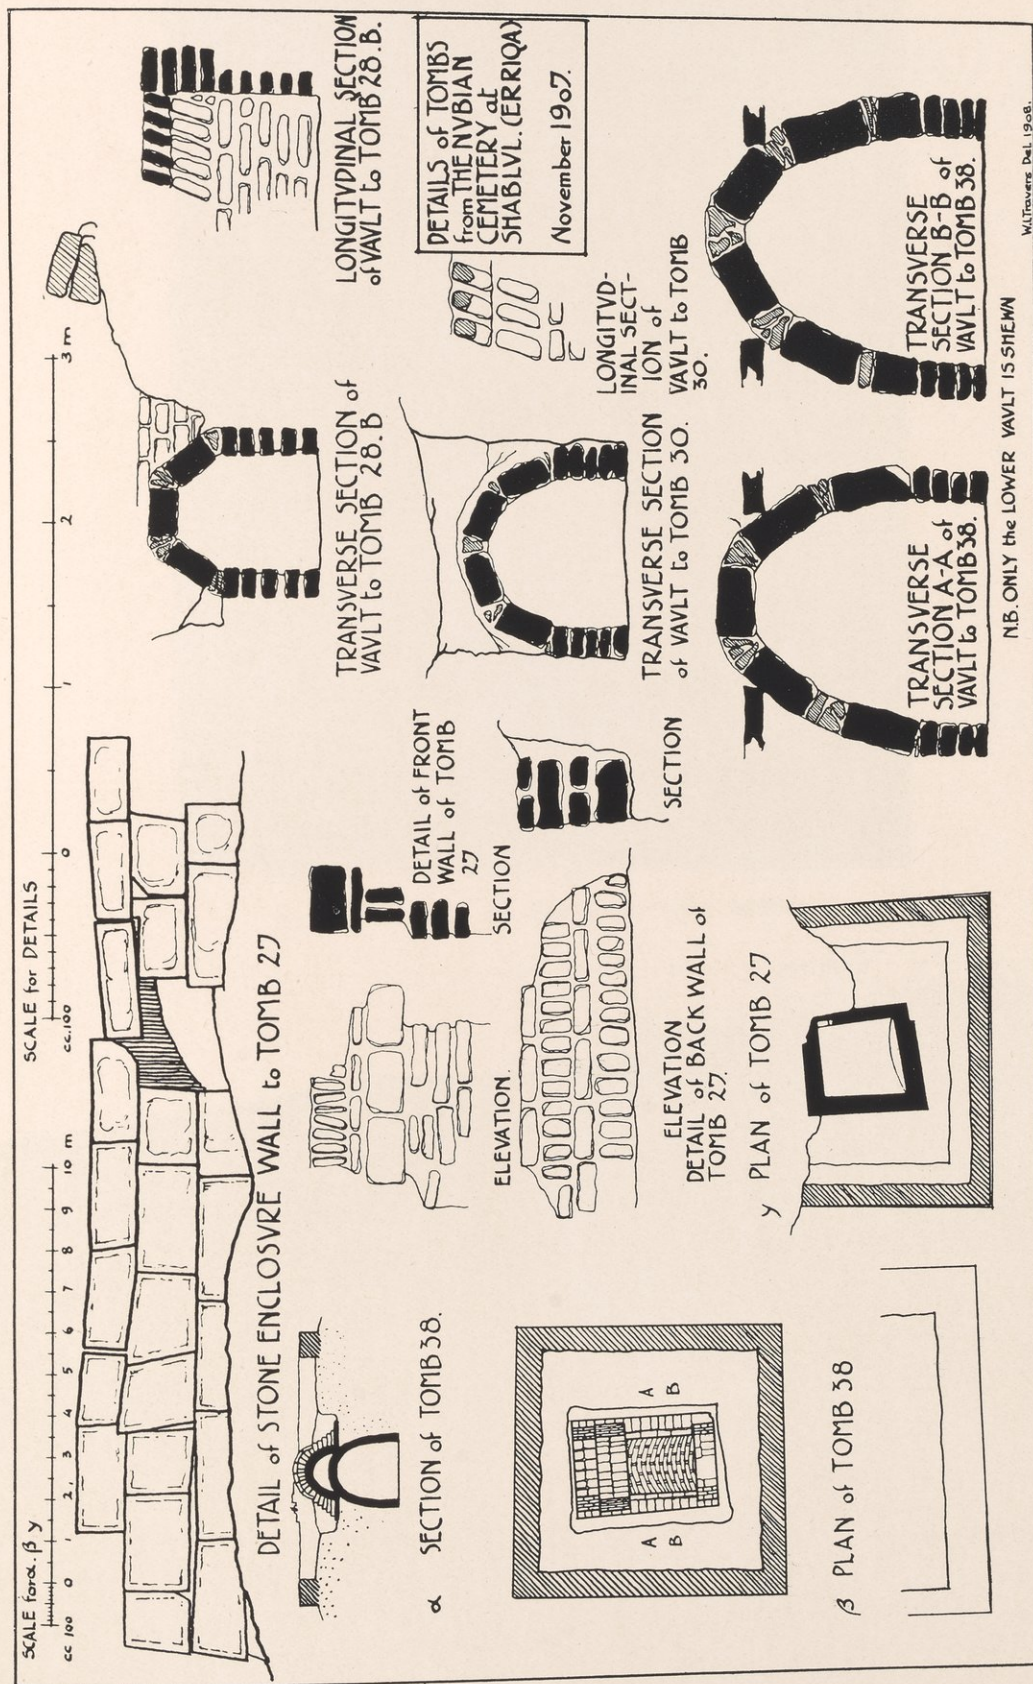 SCALE for α. β γ
cc 100 0 1 2 3 4 5 6 7 8 9 10 m
SCALE for DETAILS
cc.100 0 1 2 3 m
DETAIL of STONE ENCLOSVRE WALL to TOMB 27
LONGITVDINAL SECTION
of VAVLT to TOMB 28.B.
TRANSVERSE SECTION of
VAVLT to TOMB 28.B
DETAILS of TOMBS
from THE NVBIAN
CEMETERY at
SHABLVL. (ERRIQA)
November 1907.
DETAIL of FRONT
WALL of TOMB
27
SECTION
ELEVATION.
α SECTION of TOMB 38.
LONGITVD-
INAL SECT-
ION of
VAVLT to TOMB
30.
TRANSVERSE SECTION
of VAVLT to TOMB 30.
SECTION
ELEVATION
DETAIL of BACK WALL of
TOMB 27.
γ PLAN of TOMB 27
A A
B B
β PLAN of TOMB 38
TRANSVERSE
SECTION A-A of
VAVLT to TOMB 38.
TRANSVERSE
SECTION B-B of
VAVLT to TOMB 38.
N.B. ONLY the LOWER VAVLT IS SHEWN
W.J.Travers Del. 1908.